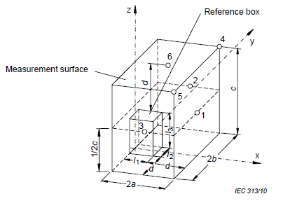 z
Reference box
4
y
6
Measurement surface
d
5
2
c
1
3
1/2c
l1
l2
x
d
d
2b
2a
IEC 313/10